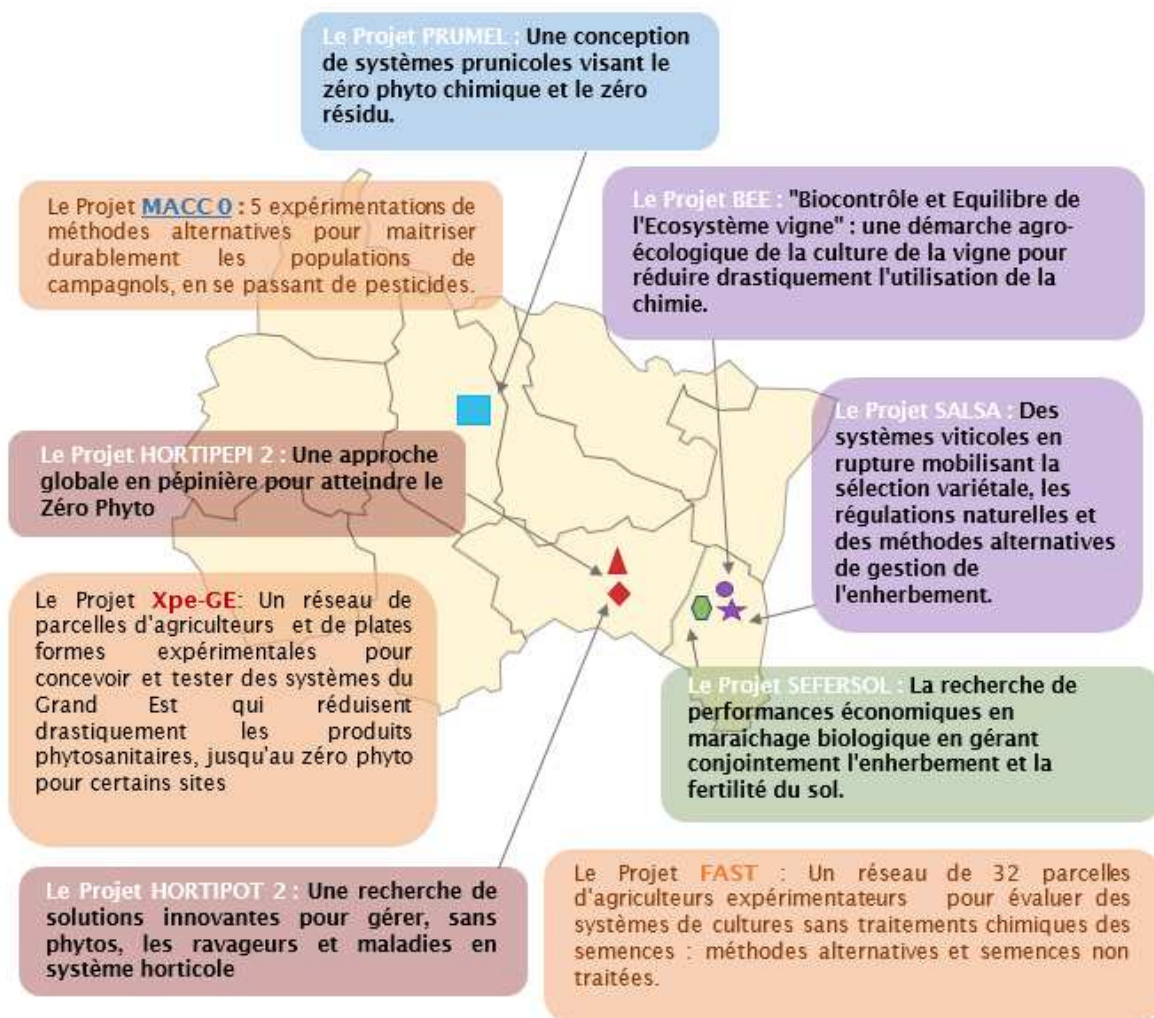 Le Projet PRUMEL : Une conception
de systèmes prunicoles visant le
zéro phyto chimique et le zéro
résidu.
Le Projet MACC 0 : 5 expérimentations de
méthodes alternatives pour maitriser
durablement les populations de
campagnols, en se passant de pesticides.
Le Projet BEE : "Biocontrôle et Equilibre de
l'Ecosystème vigne" : une démarche agro-
écologique de la culture de la vigne pour
réduire drastiquement l'utilisation de la
chimie.
Le Projet SALSA : Des
systèmes viticoles en
rupture mobilisant la
sélection variétale, les
régulations naturelles et
des méthodes alternatives
de gestion de
l'enherbement.
Le Projet HORTIPEPI 2 : Une approche
globale en pépinière pour atteindre le
Zéro Phyto
Le Projet Xpe-GE: Un réseau de
parcelles d'agriculteurs et de plates
formes expérimentales pour
concevoir et tester des systèmes du
Grand Est qui réduisent
drastiquement les produits
phytosanitaires, jusqu'au zéro phyto
pour certains sites
Le Projet SEFERSOL : La recherche de
performances économiques en
maraichage biologique en gérant
conjointement l'enherbement et la
fertilité du sol.
Le Projet HORTIPOT 2 : Une recherche de
solutions innovantes pour gérer, sans
phytos, les ravageurs et maladies en
système horticole
Le Projet FAST : Un réseau de 32 parcelles
d'agriculteurs expérimentateurs pour évaluer des
systèmes de cultures sans traitements chimiques des
semences : méthodes alternatives et semences non
traitées.